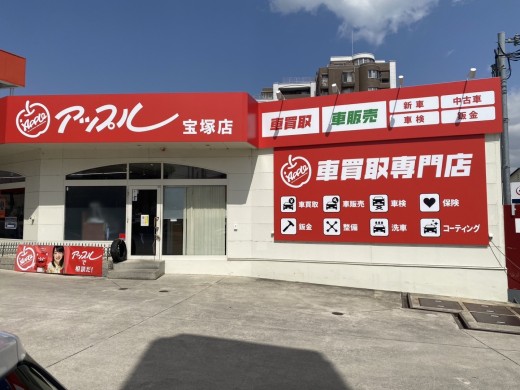 Apple
アップル
宝塚店
車買取
車販売
新車
中古車
車検
鈑金
Apple
車買取専門店
車買取
車販売
車検
保険
鈑金
整備
洗車
コーティング
Apple
アップルで
相談だ!